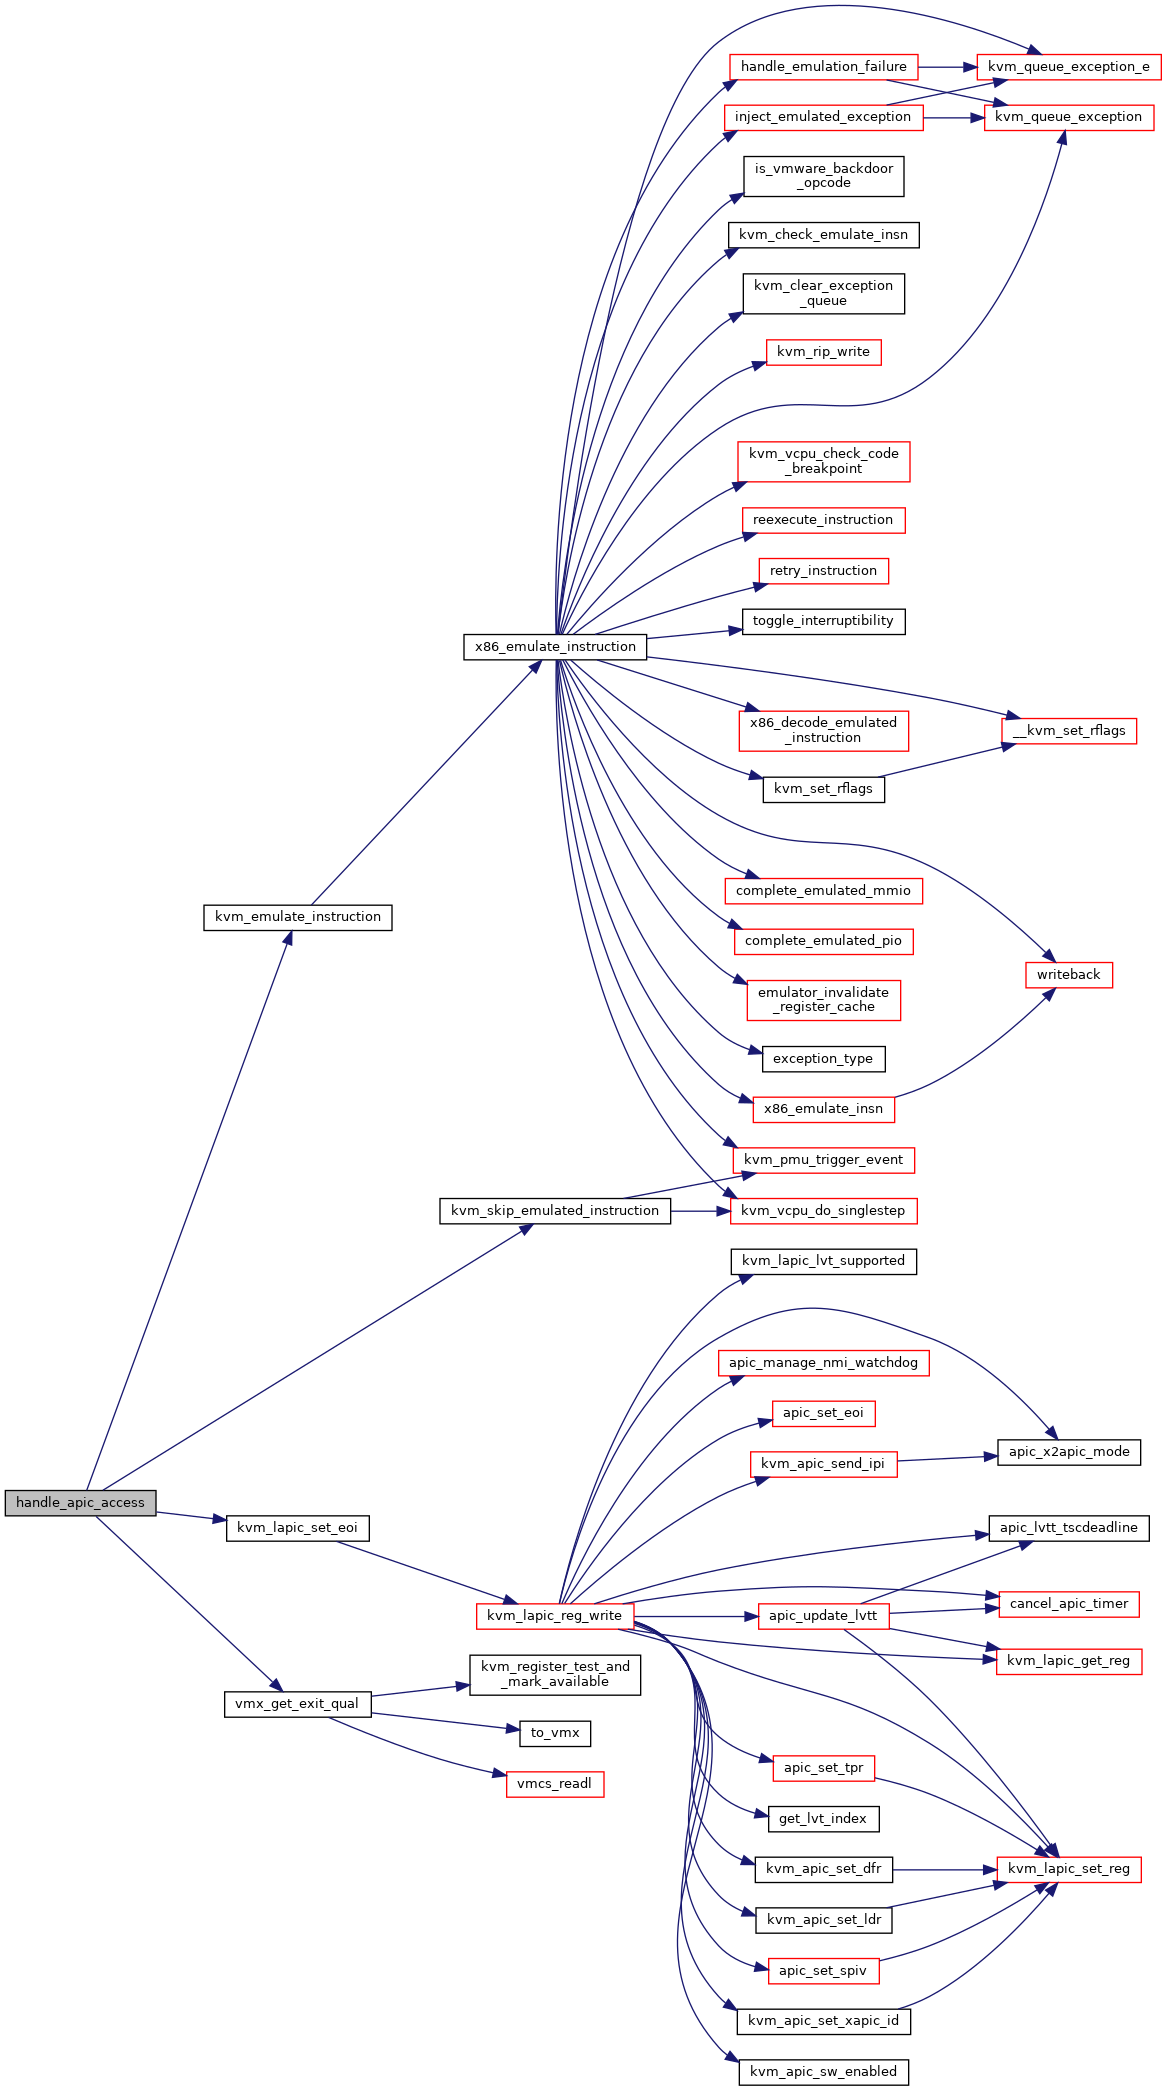 handle_emulation_failure
kvm_queue_exception_e
inject_emulated_exception
kvm_queue_exception
is_vmware_backdoor
_opcode
kvm_check_emulate_insn
kvm_clear_exception
_queue
kvm_rip_write
kvm_vcpu_check_code
_breakpoint
reexecute_instruction
retry_instruction
toggle_interruptibility
x86_emulate_instruction
x86_decode_emulated
_instruction
__kvm_set_rflags
kvm_set_rflags
complete_emulated_mmio
kvm_emulate_instruction
complete_emulated_pio
writeback
emulator_invalidate
_register_cache
exception_type
x86_emulate_insn
kvm_pmu_trigger_event
kvm_skip_emulated_instruction
kvm_vcpu_do_singlestep
kvm_lapic_lvt_supported
apic_manage_nmi_watchdog
apic_set_eoi
apic_x2apic_mode
kvm_apic_send_ipi
handle_apic_access
kvm_lapic_set_eoi
apic_lvtt_tscdeadline
cancel_apic_timer
kvm_lapic_reg_write
apic_update_lvtt
kvm_lapic_get_reg
kvm_register_test_and
_mark_available
vmx_get_exit_qual
to_vmx
apic_set_tpr
vmcs_readl
get_lvt_index
kvm_apic_set_dfr
kvm_lapic_set_reg
kvm_apic_set_ldr
apic_set_spiv
kvm_apic_set_xapic_id
kvm_apic_sw_enabled